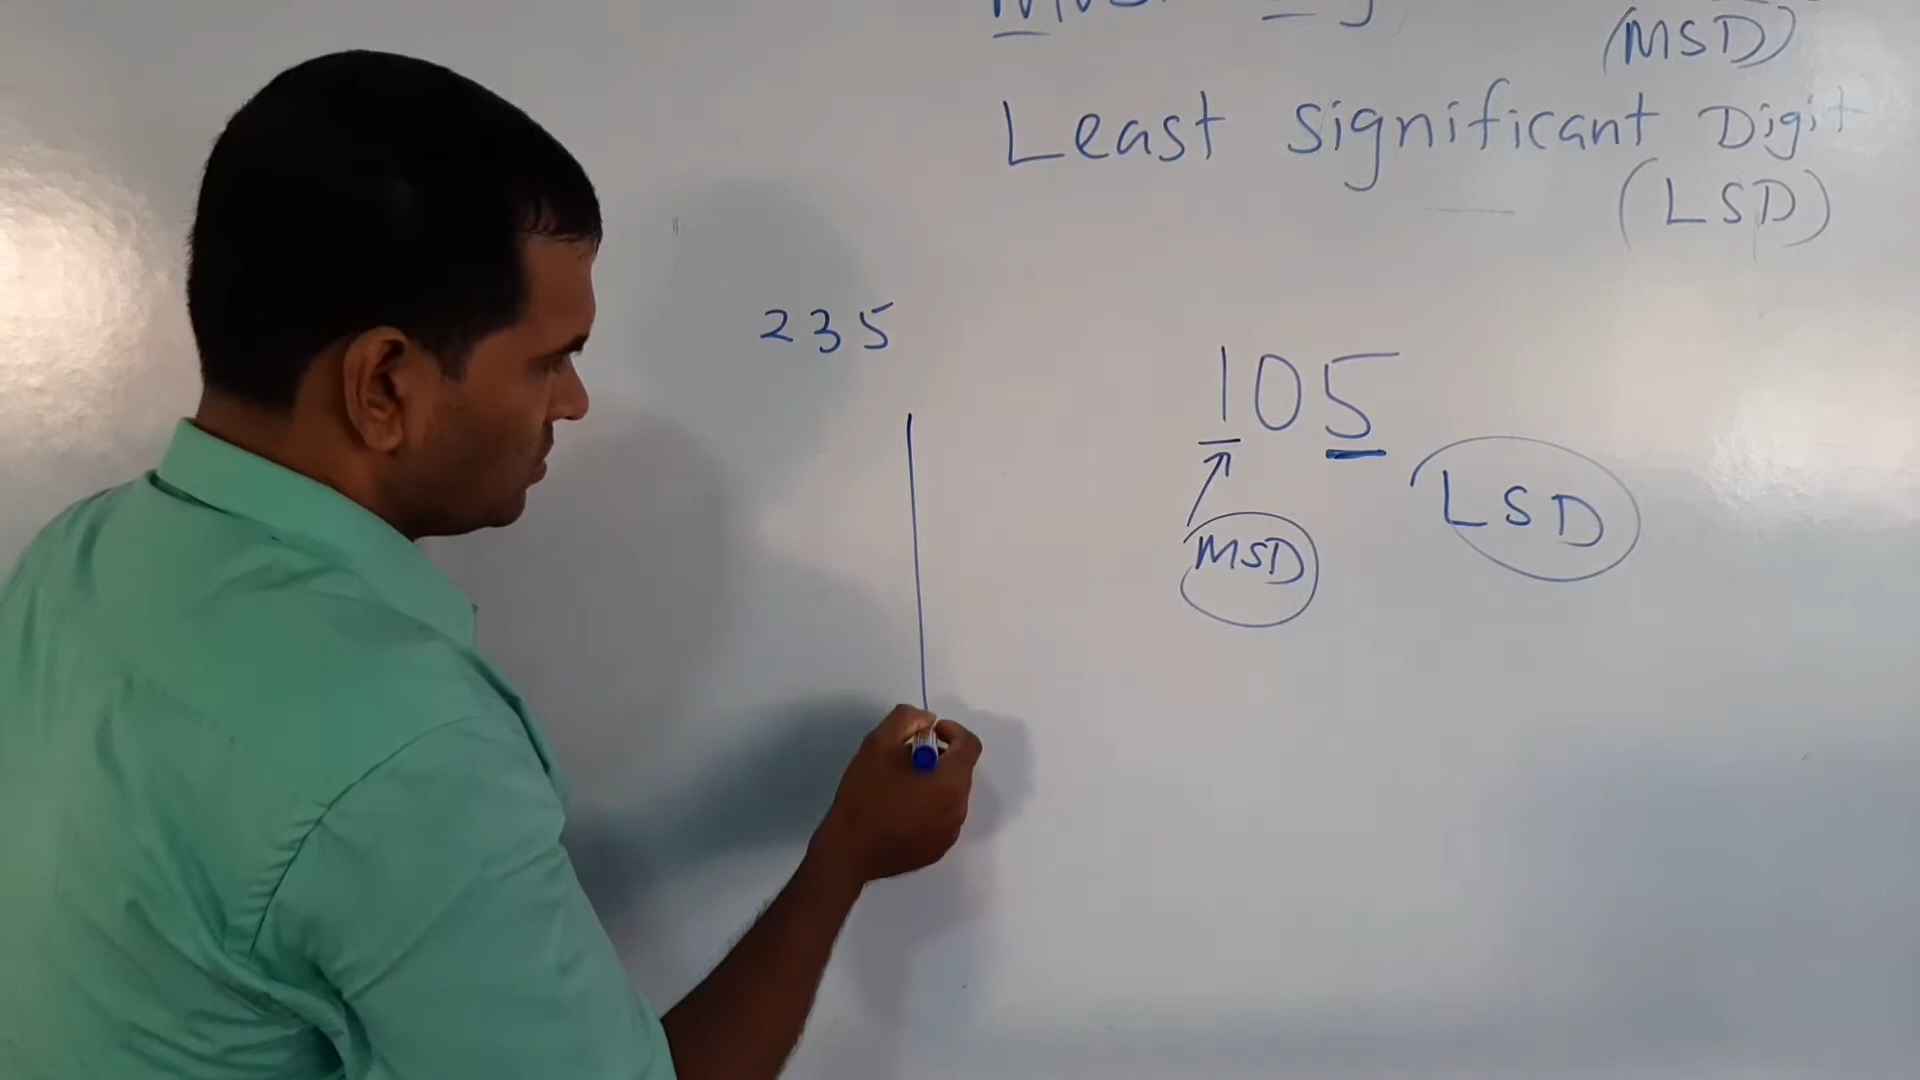 (MSD)
Least significant Digit
(LSD)
235
105
LSD
MSD